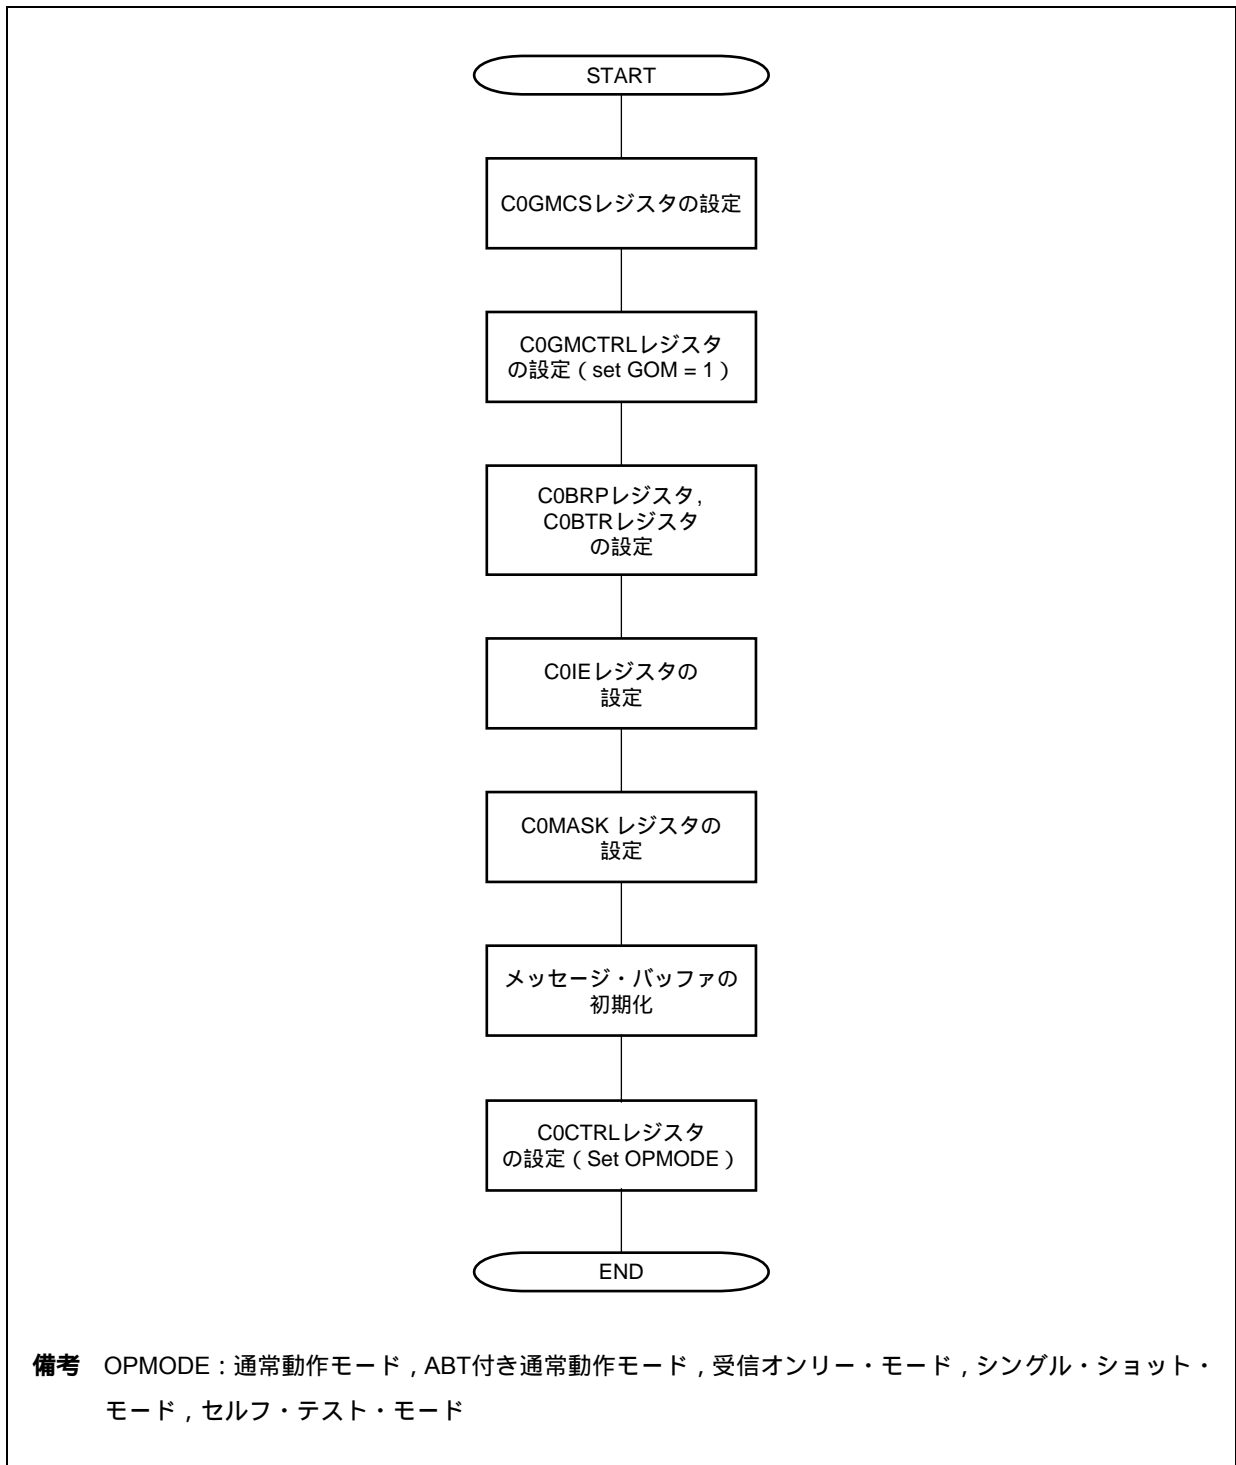 START
C0GMCSレジスタの設定
C0GMCTRLレジスタ
の設定（set GOM = 1）
C0BRPレジスタ,
C0BTRレジスタ
の設定
C0IEレジスタの
設定
C0MASK レジスタの
設定
メッセージ・バッファの
初期化
C0CTRLレジスタ
の設定（Set OPMODE）
END
備考 OPMODE：通常動作モード，ABT付き通常動作モード，受信オンリー・モード，シングル・ショット・
モード，セルフ・テスト・モード